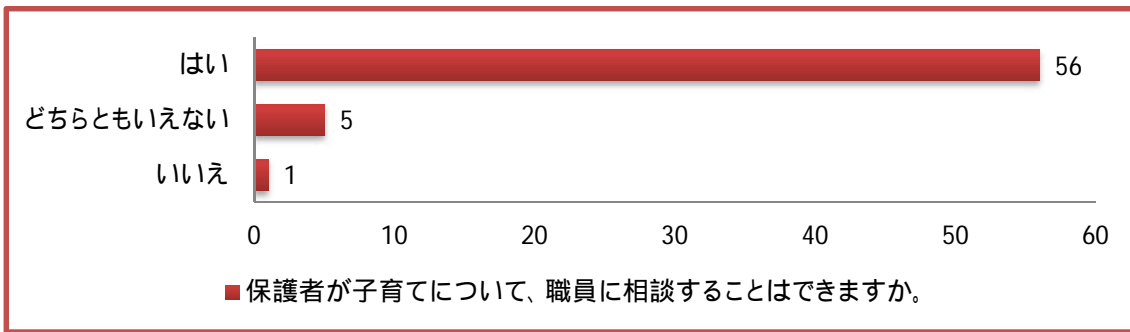 はい 56
どちらともいえない 5
いいえ 1
0 10 20 30 40 50 60
保護者が子育てについて、職員に相談することはできますか。